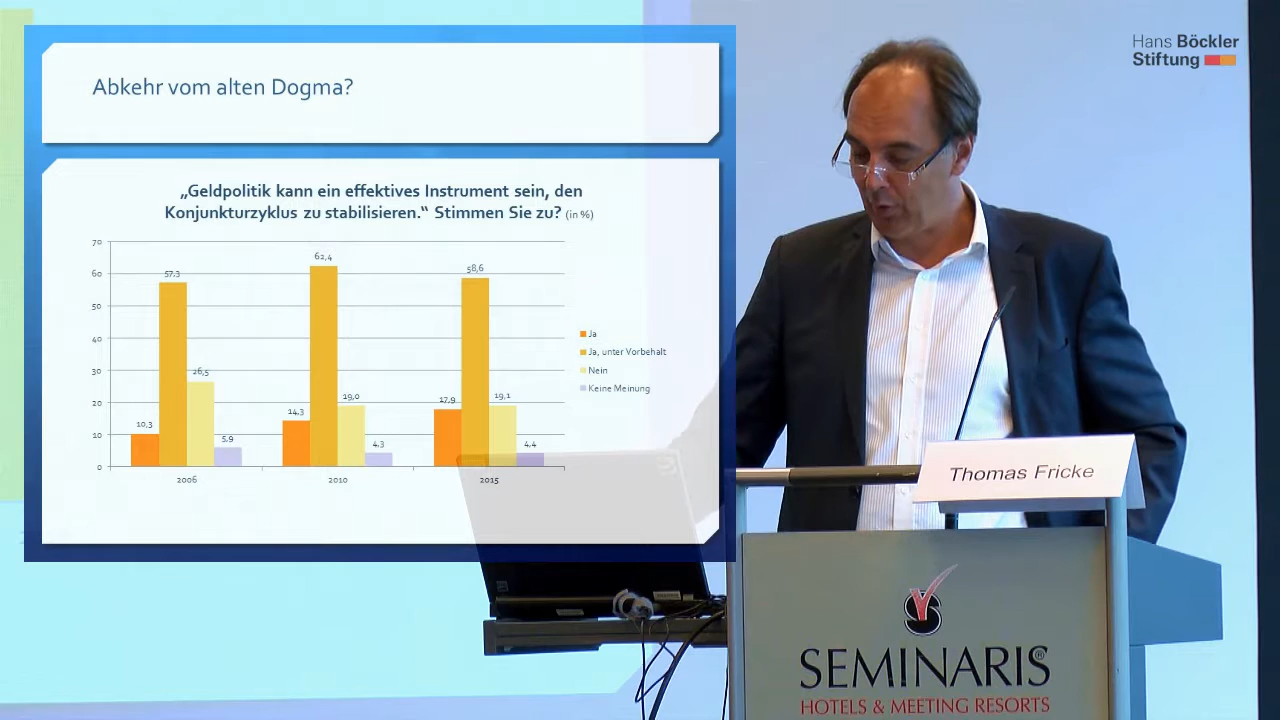 Abkehr vom alten Dogma?
„Geldpolitik kann ein effektives Instrument sein, den
Konjunkturzyklus zu stabilisieren.“ Stimmen Sie zu? (in %)
70
60
50
40
30
20
10
0
10,3
57,3
26,5
5,9
14,3
62,4
19,0
4,3
17,9
58,6
19,1
4,4
2006
2010
2015
Ja
Ja, unter Vorbehalt
Nein
Keine Meinung
Hans Böckler
Stiftung
Thomas Fricke
SEMINARIS®
HOTELS & MEETING RESORTS